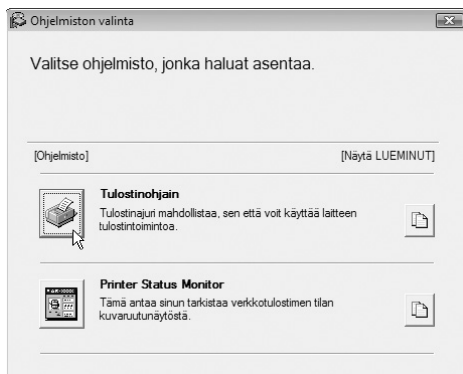 Ohjelmiston valinta
Valitse ohjelmisto, jonka haluat asentaa.
[Ohjelmisto] [Näytä LUEMINUT]
Tulostinohjain
Tulostinajuri mahdollistaa, sen että voit käyttää laitteen
tulostintoimintoa.
Printer Status Monitor
Tämä antaa sinun tarkistaa verkkotulostimen tilan
kuvaruutunäytöstä.